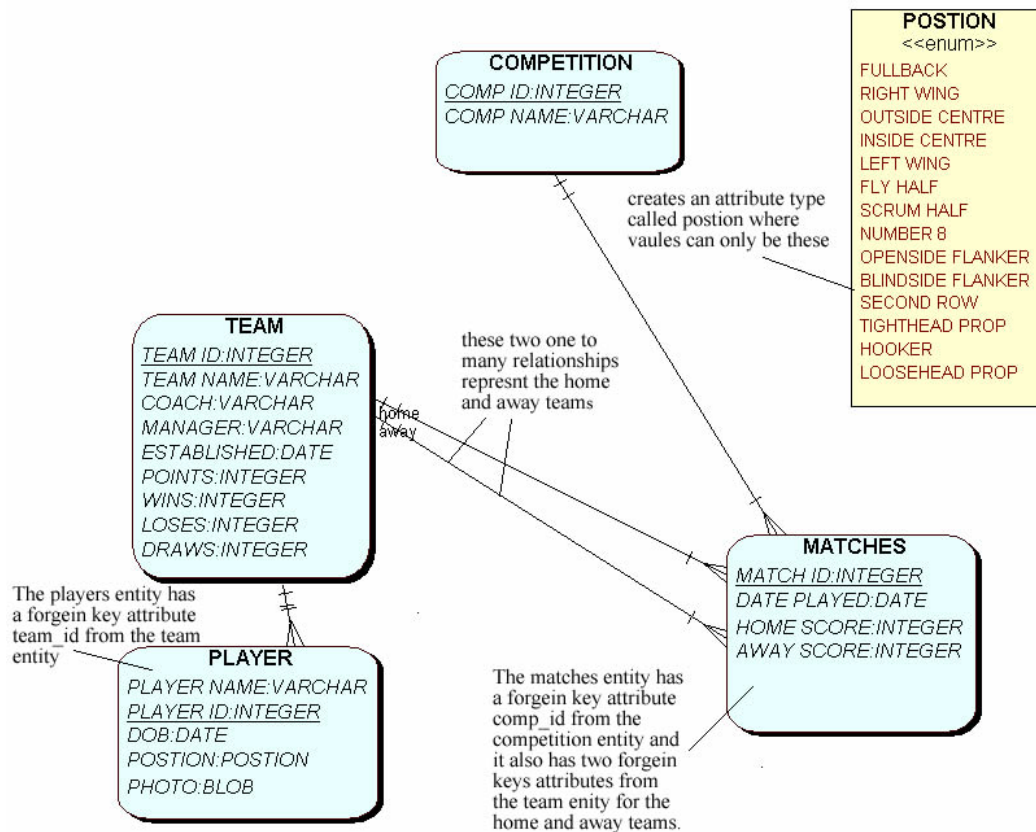 POSTION
<<enum>>
FULLBACK
RIGHT WING
OUTSIDE CENTRE
INSIDE CENTRE
LEFT WING
FLY HALF
SCRUM HALF
NUMBER 8
OPENSIDE FLANKER
BLINDSIDE FLANKER
SECOND ROW
TIGHTHEAD PROP
HOOKER
LOOSEHEAD PROP
COMPETITION
COMP ID:INTEGER
COMP NAME:VARCHAR
creates an attribute type
called postion where
vaules can only be these
TEAM
TEAM ID:INTEGER
TEAM NAME:VARCHAR
COACH:VARCHAR
MANAGER:VARCHAR
ESTABLISHED:DATE
POINTS:INTEGER
WINS:INTEGER
LOSES:INTEGER
DRAWS:INTEGER
home
away
these two one to
many relationships
represnt the home
and away teams
MATCHES
MATCH ID:INTEGER
DATE PLAYED:DATE
HOME SCORE:INTEGER
AWAY SCORE:INTEGER
The players entity has
a forgein key attribute
team_id from the team
entity
PLAYER
PLAYER NAME:VARCHAR
PLAYER ID:INTEGER
DOB:DATE
POSTION:POSTION
PHOTO:BLOB
The matches entity has
a forgein key attribute
comp_id from the
competition entity and
it also has two forgein
keys attributes from
the team enity for the
home and away teams.